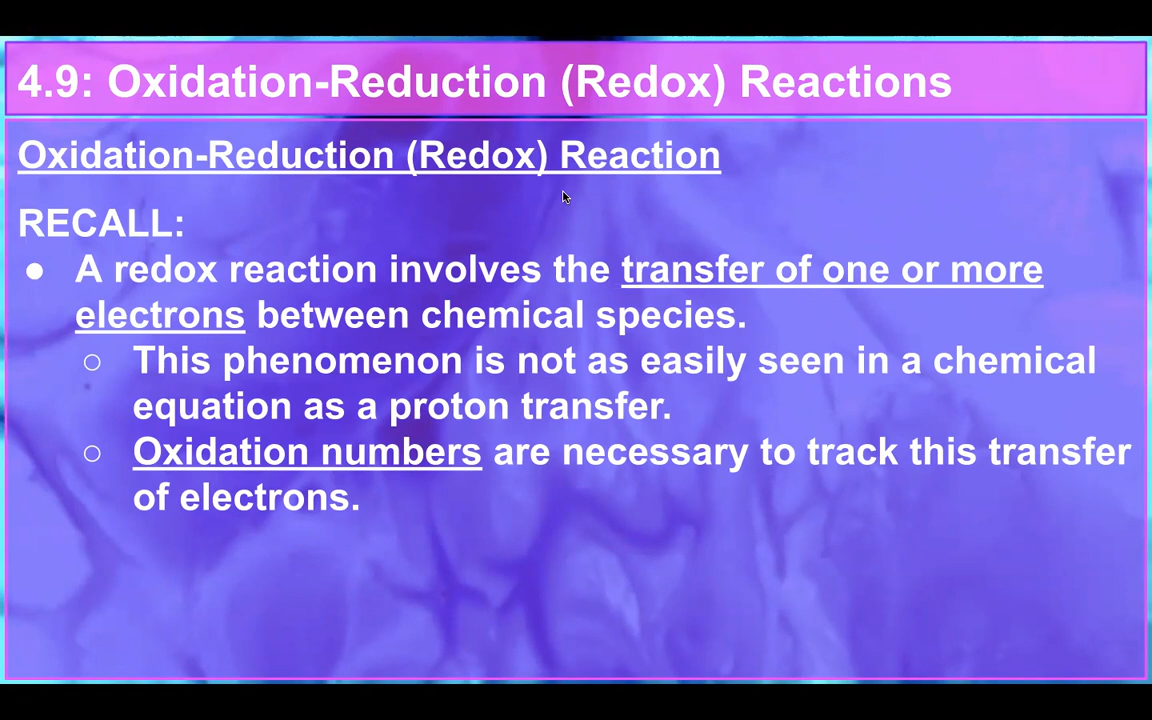 4.9: Oxidation-Reduction (Redox) Reactions
Oxidation-Reduction (Redox) Reaction
RECALL:
● A redox reaction involves the transfer of one or more
electrons between chemical species.
○ This phenomenon is not as easily seen in a chemical
equation as a proton transfer.
○ Oxidation numbers are necessary to track this transfer
of electrons.